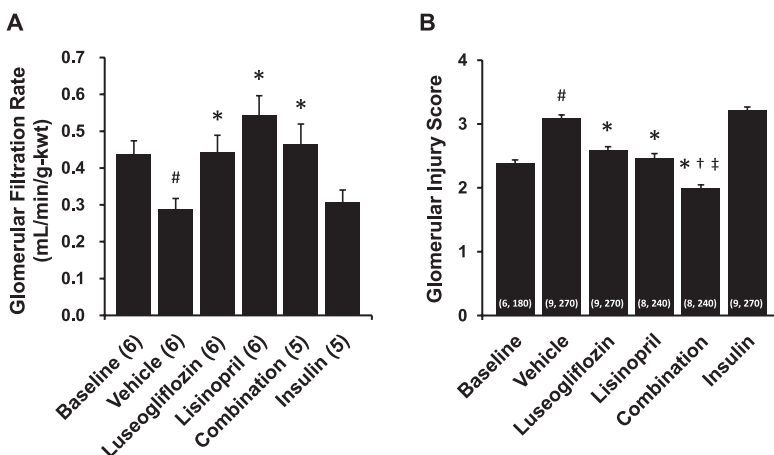 A
Glomerular Filtration Rate
(mL/min/g-kwt)
0.7
0.6
0.5
0.4
0.3
0.2
0.1
0.0
#
*
*
*
Baseline (6)
Vehicle (6)
Luseogliflozin (6)
Lisinopril (6)
Combination (5)
Insulin (5)
B
Glomerular Injury Score
4
3
2
1
0
#
*
*
* † ‡
(6, 180)
(9, 270)
(9, 270)
(8, 240)
(8, 240)
(9, 270)
Baseline
Vehicle
Luseogliflozin
Lisinopril
Combination
Insulin